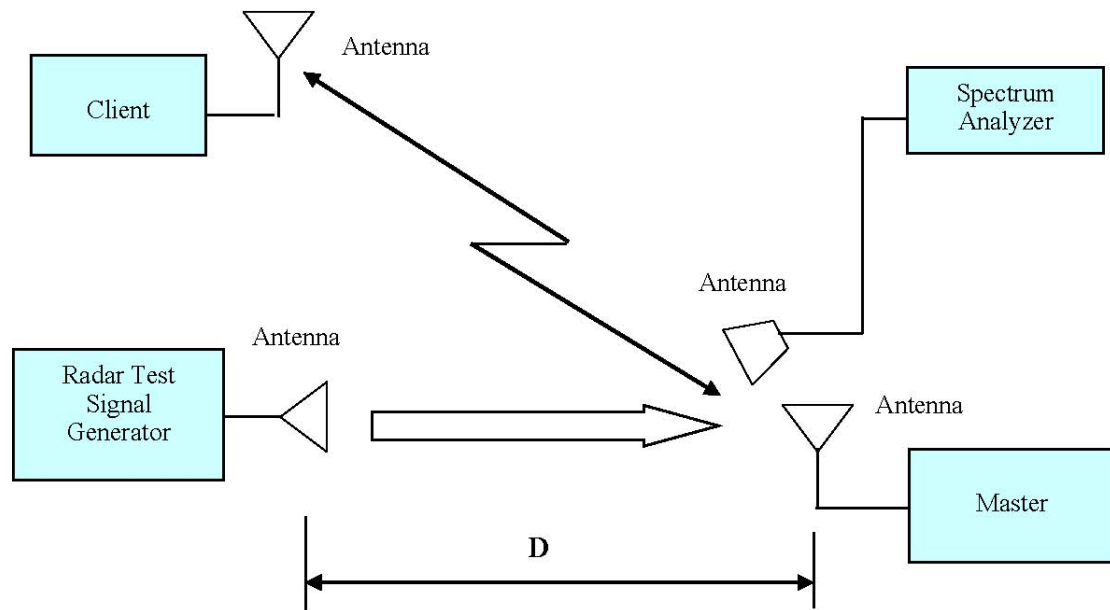 Antenna
Client
Spectrum
Analyzer
Antenna
Antenna
Radar Test
Signal
Generator
Antenna
Master
D